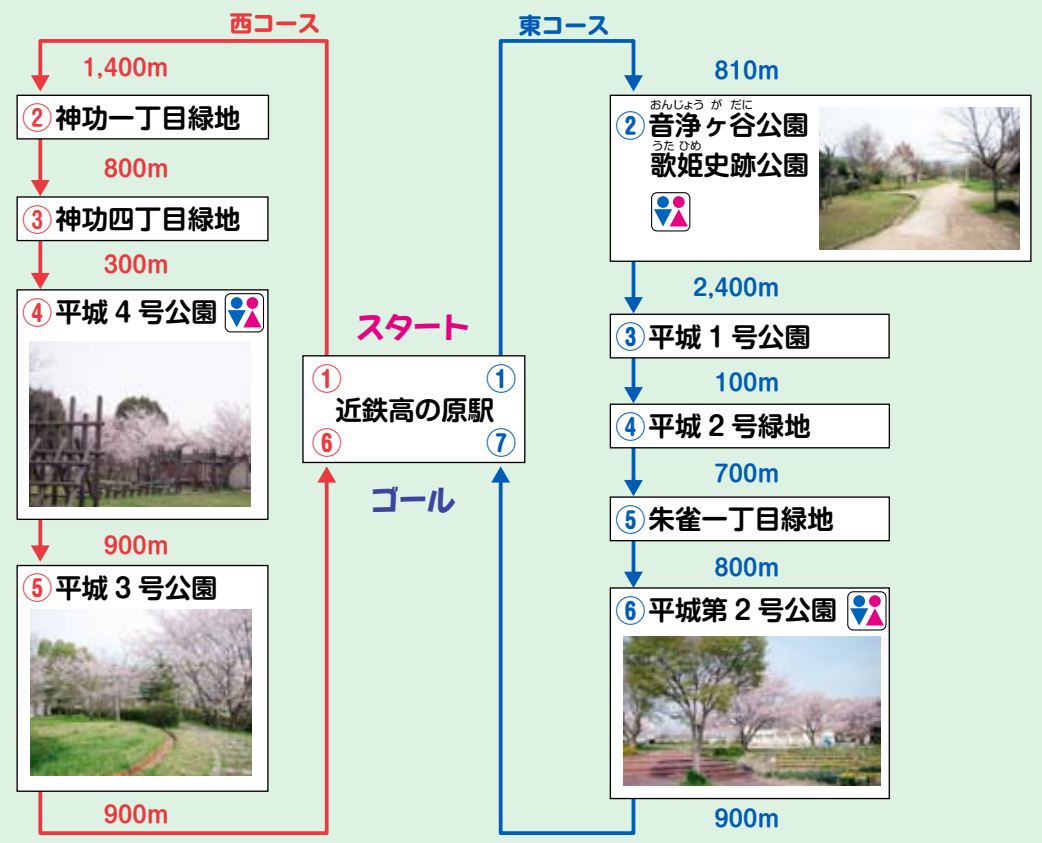 西コース
1,400m
②神功一丁目緑地
800m
③神功四丁目緑地
300m
④平城4号公園
900m
⑤平城3号公園
900m
スタート
① ①
近鉄高の原駅
⑥ ⑦
ゴール
東コース
810m
おんじょう が だに
②音浄ヶ谷公園
うた ひめ
歌姫史跡公園
2,400m
③平城1号公園
100m
④平城2号緑地
700m
⑤朱雀一丁目緑地
800m
⑥平城第2号公園
900m